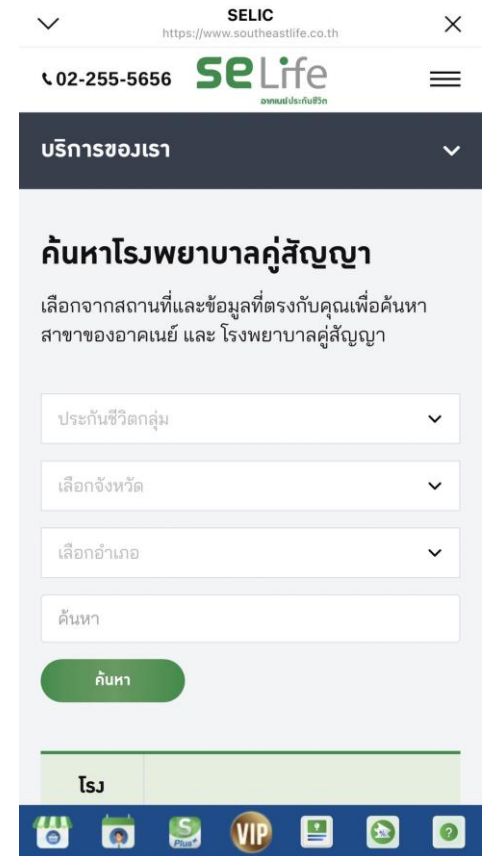 SELIC
https://www.southeastlife.co.th
02-255-5656
SELife
อาคเนย์ประกันชีวิต
บริการของเรา
ค้นหาโรงพยาบาลคู่สัญญา
เลือกจากสถานที่และข้อมูลที่ตรงกับคุณเพื่อค้นหา
สาขาของอาคเนย์ และ โรงพยาบาลคู่สัญญา
ประกันชีวิตกลุ่ม
เลือกจังหวัด
เลือกอำเภอ
ค้นหา
ค้นหา
โรง
S
Plus+
VIP
?